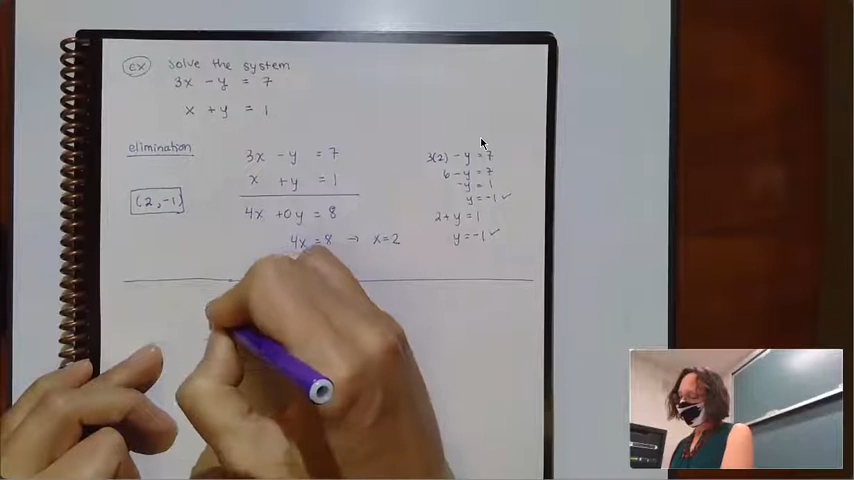 EX solve the system
3x - y = 7
x + y = 1
elimination
(2, -1)
3x - y = 7
x + y = 1
4x + 0y = 8
4x = 8 → x = 2
3(2) - y = 7
6 - y = 7
-y = 1
y = -1 ✓
2 + y = 1
y = -1 ✓